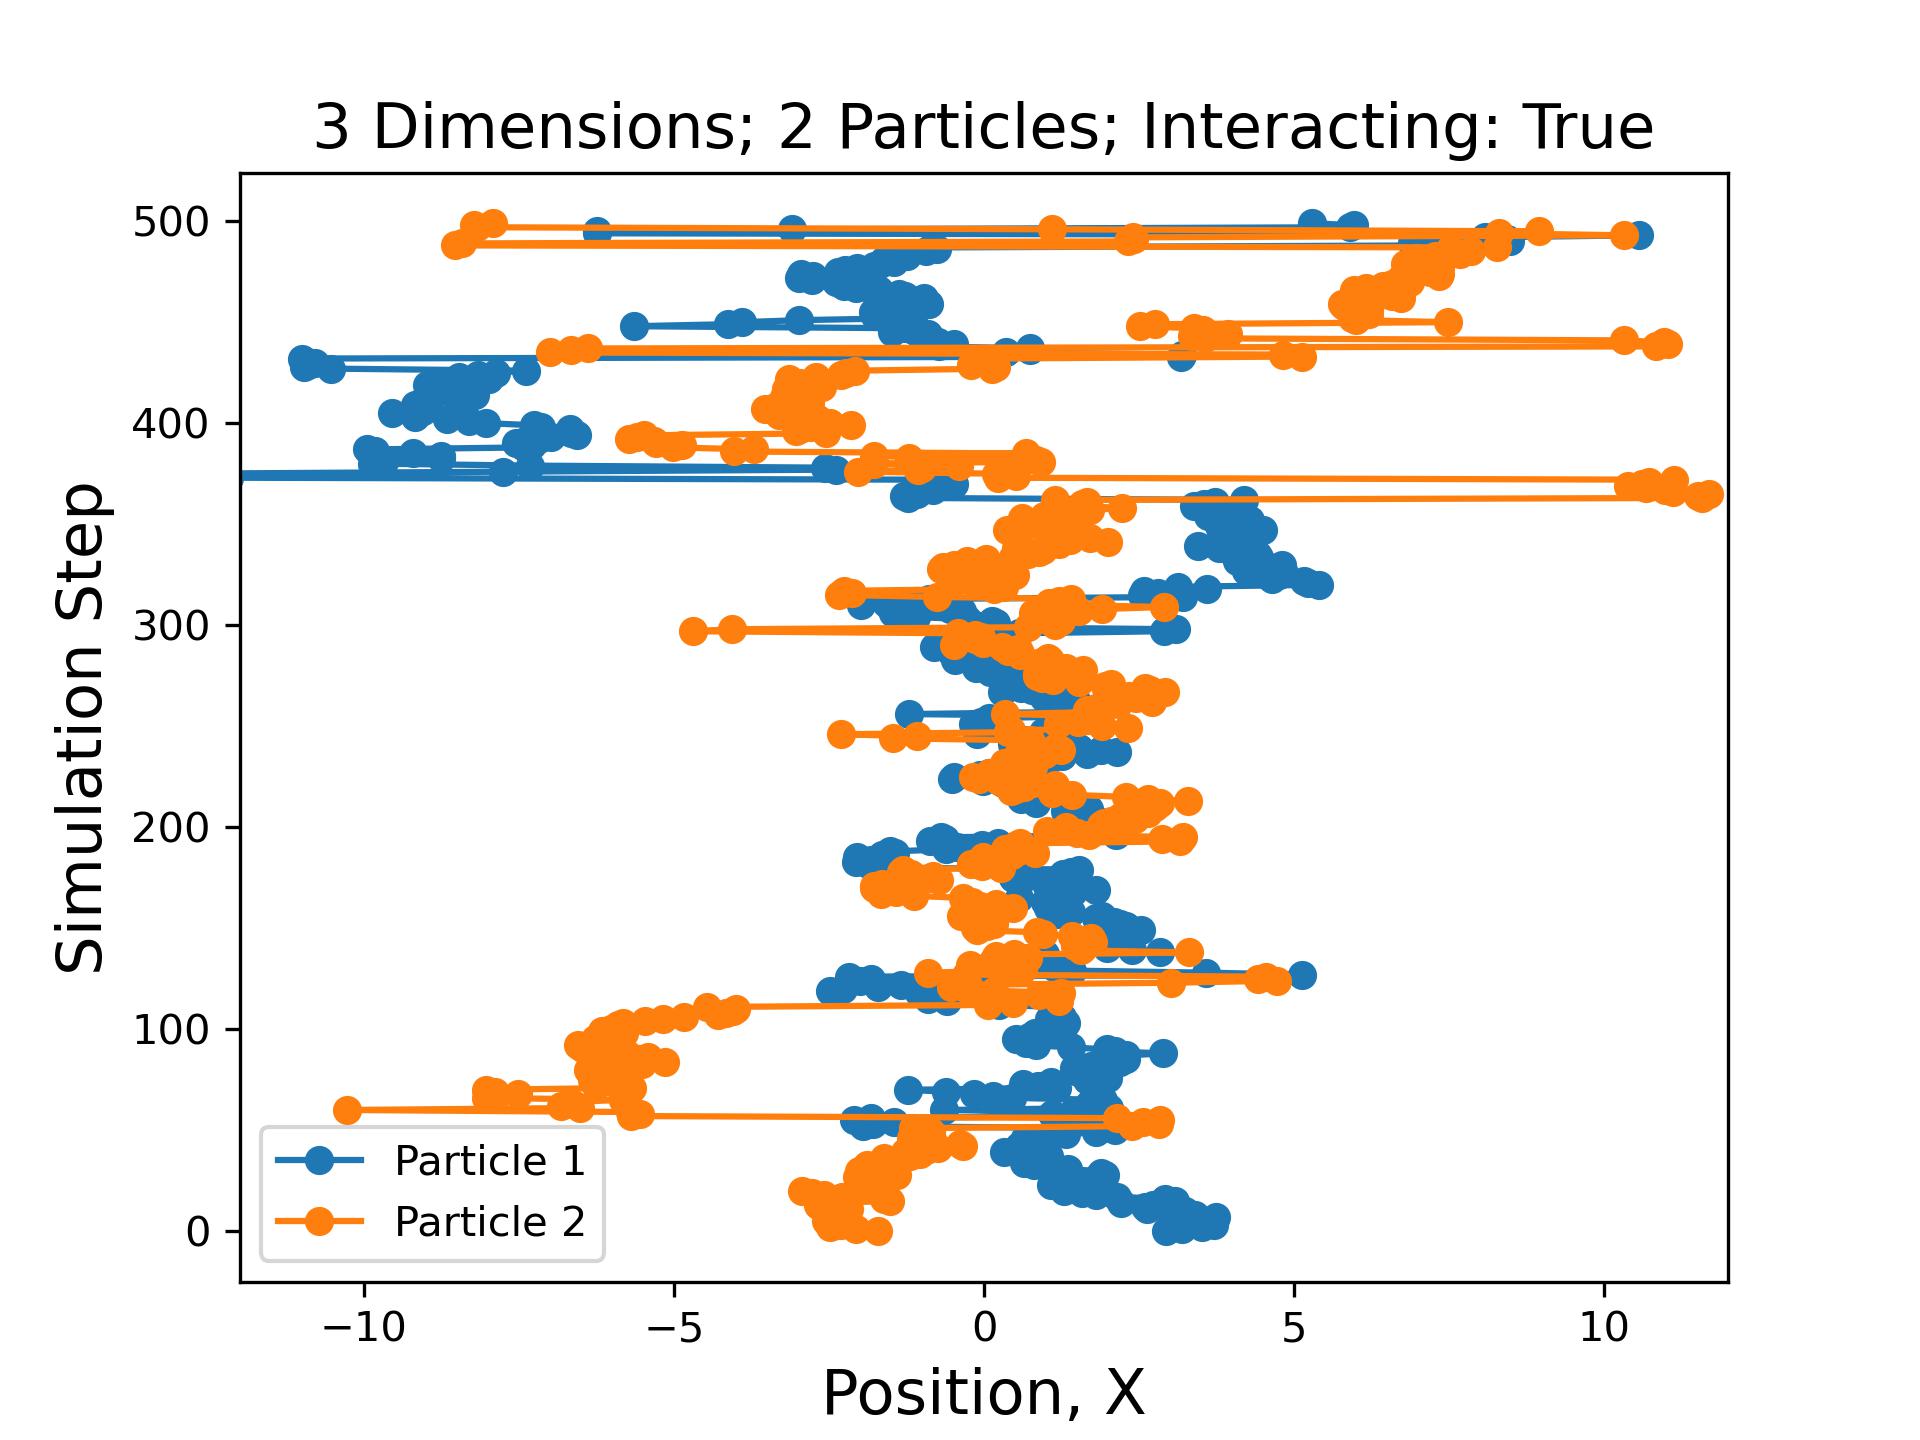 3 Dimensions; 2 Particles; Interacting: True
500
400
300
200
100
0
Simulation Step
Particle 1
Particle 2
−10
−5
0
5
10
Position, X